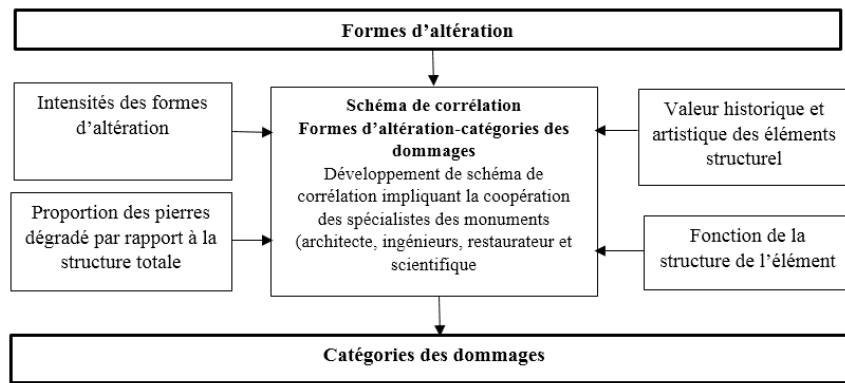 Formes d'altération
Intensités des formes
d'altération
Proportion des pierres
dégradé par rapport à la
structure totale
Schéma de corrélation
Formes d'altération-catégories des
dommages
Développement de schéma de
corrélation impliquant la coopération
des spécialistes des monuments
(architecte, ingénieurs, restaurateur et
scientifique
Valeur historique et
artistique des éléments
structurel
Fonction de la
structure de l'élément
Catégories des dommages